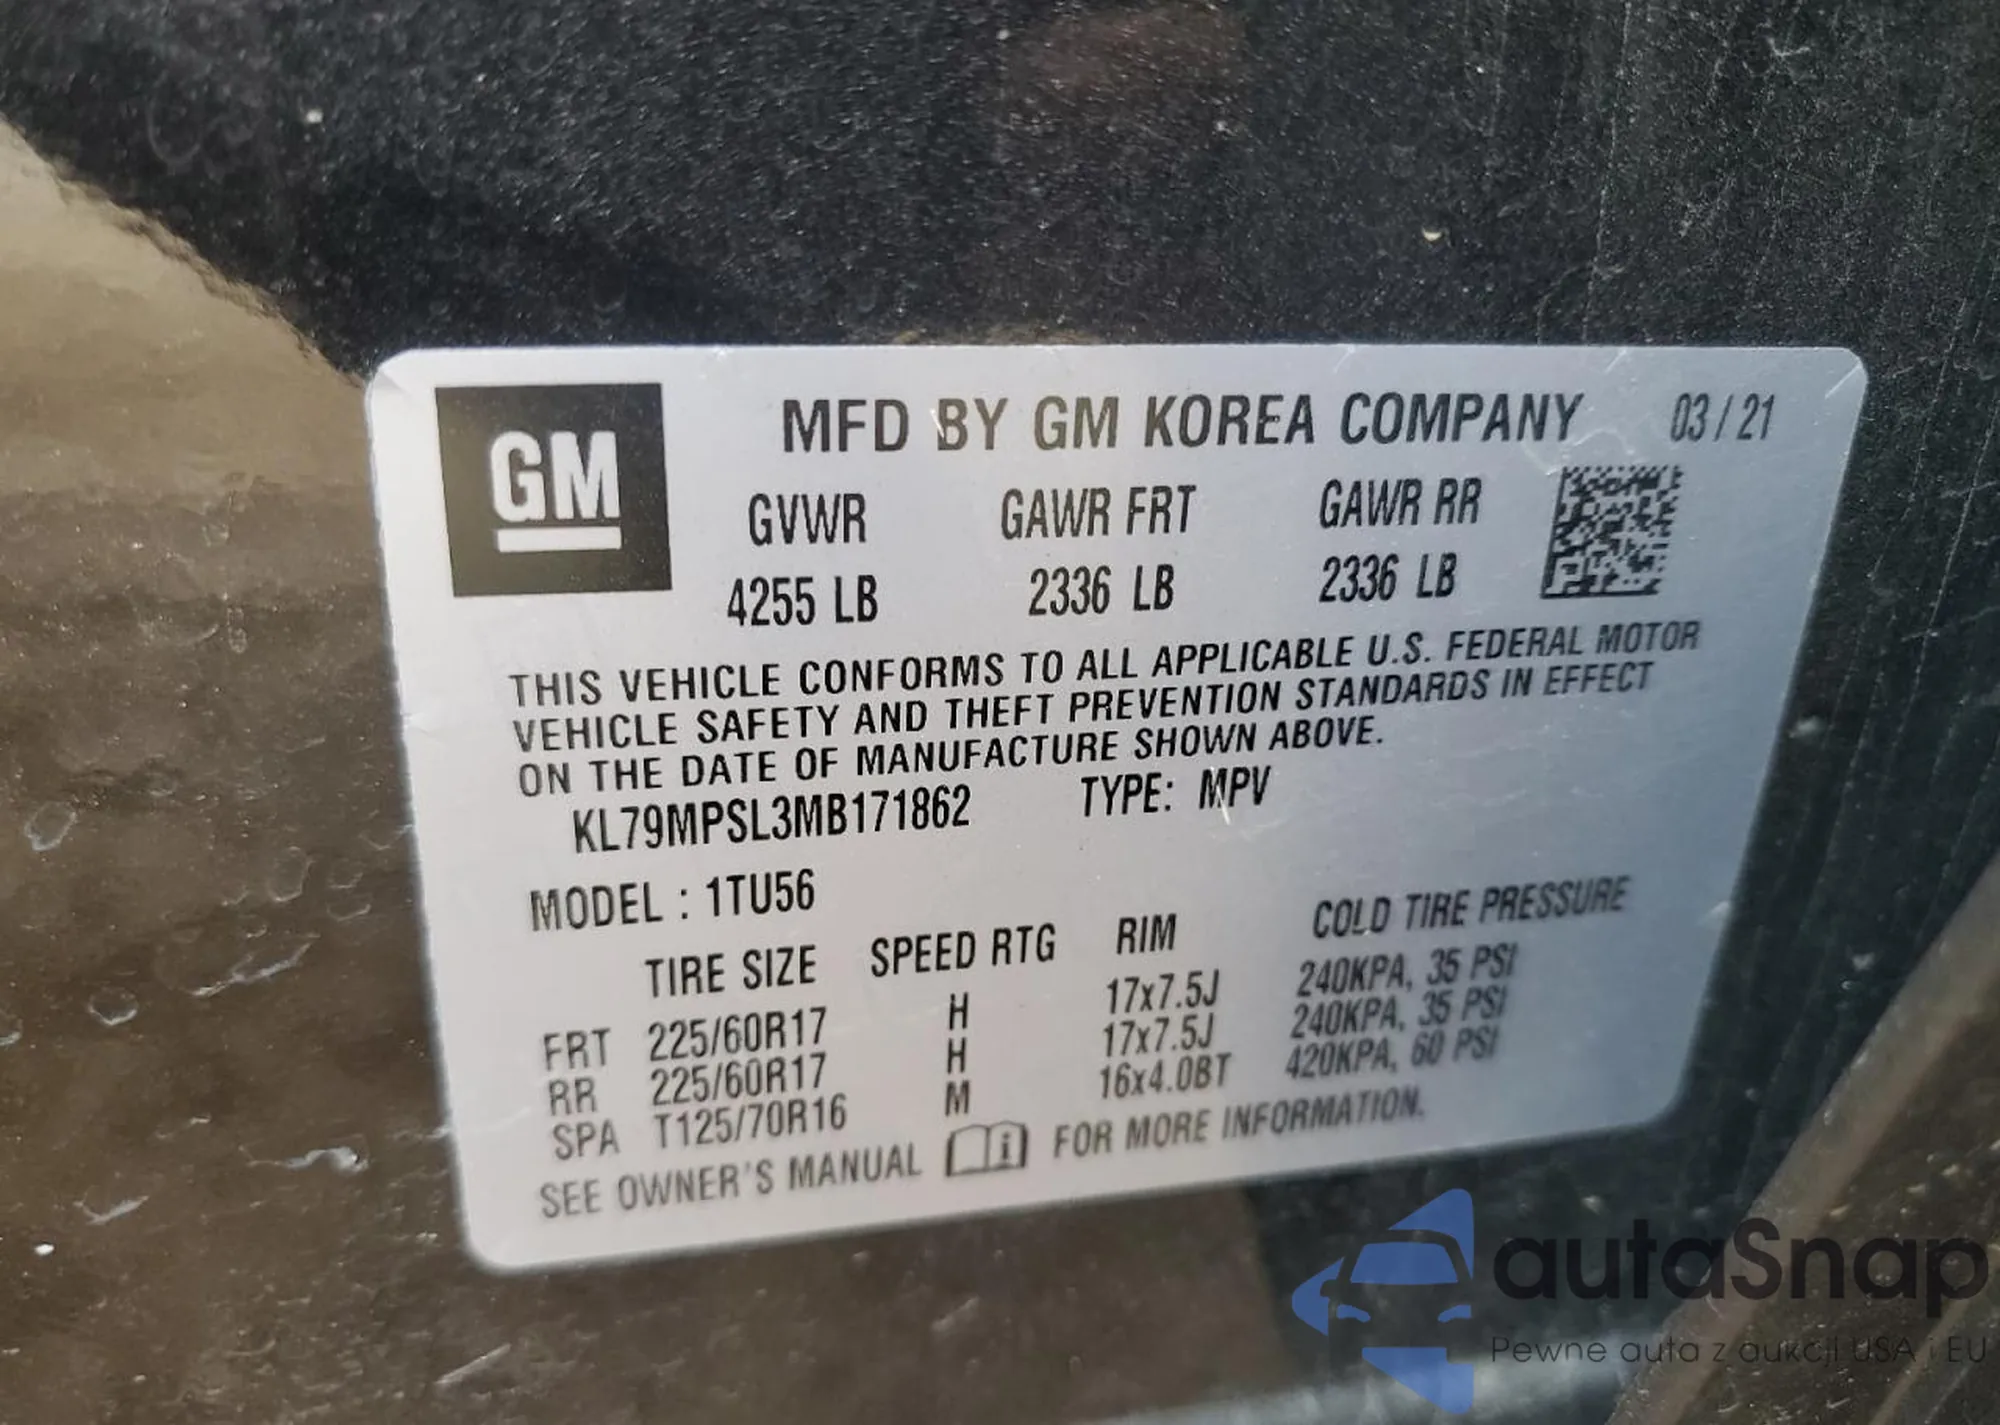 GM
MFD BY GM KOREA COMPANY 03/21
GVWR GAWR FRT GAWR RR
4255 LB 2336 LB 2336 LB
THIS VEHICLE CONFORMS TO ALL APPLICABLE U.S. FEDERAL MOTOR
VEHICLE SAFETY AND THEFT PREVENTION STANDARDS IN EFFECT
ON THE DATE OF MANUFACTURE SHOWN ABOVE.
KL79MPSL3MB171862 TYPE: MPV
MODEL : 1TU56
TIRE SIZE SPEED RTG RIM COLD TIRE PRESSURE
FRT 225/60R17 H 17x7.5J 240KPA, 35 PSI
RR 225/60R17 H 17x7.5J 240KPA, 35 PSI
SPA T125/70R16 M 16x4.0BT 420KPA, 60 PSI
SEE OWNER'S MANUAL i FOR MORE INFORMATION.
autaSnap
Pewne auta z aukcji USA i EU